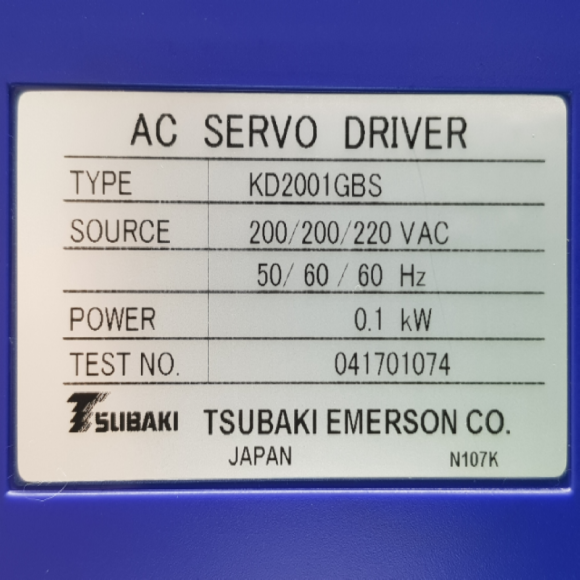 AC SERVO DRIVER
TYPE KD2001GBS
SOURCE 200/200/220 VAC
50/ 60 / 60 Hz
POWER 0.1 kW
TEST NO. 041701074
TSUBAKI TSUBAKI EMERSON CO.
JAPAN N107K